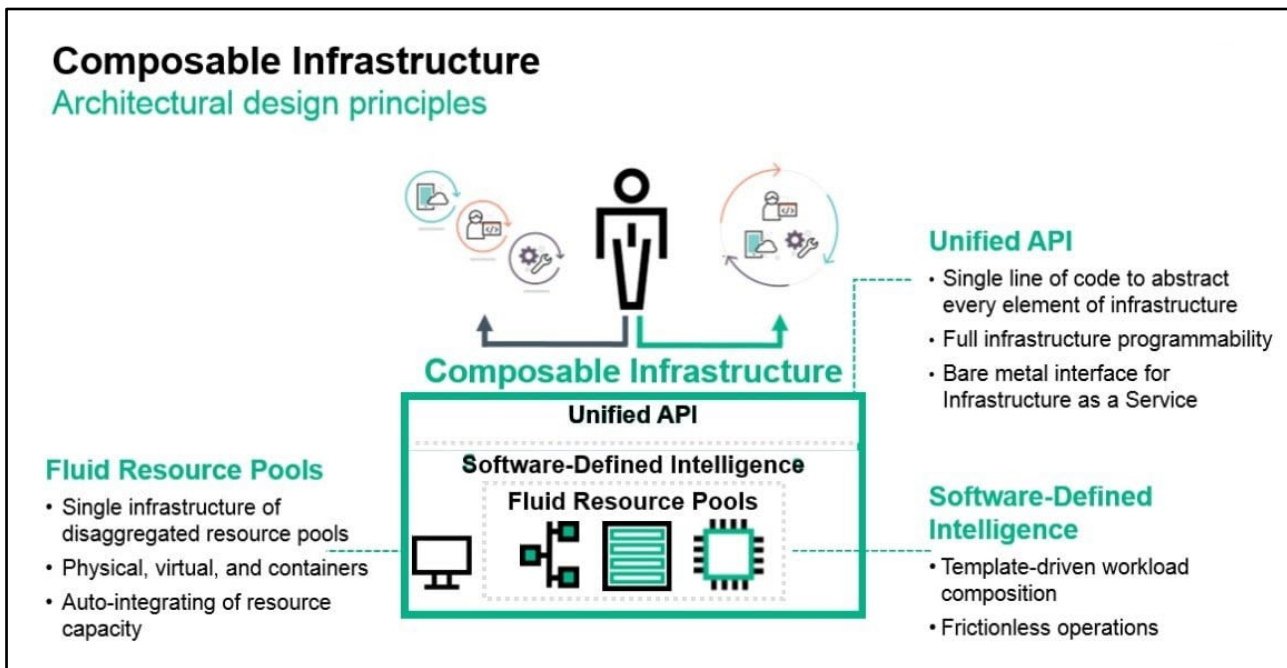 Composable Infrastructure
Architectural design principles
Unified API
• Single line of code to abstract
every element of infrastructure
• Full infrastructure programmability
• Bare metal interface for
Infrastructure as a Service
Composable Infrastructure
Unified API
Software-Defined Intelligence
Fluid Resource Pools
Fluid Resource Pools
• Single infrastructure of
disaggregated resource pools
• Physical, virtual, and containers
• Auto-integrating of resource
capacity
Software-Defined
Intelligence
• Template-driven workload
composition
• Frictionless operations